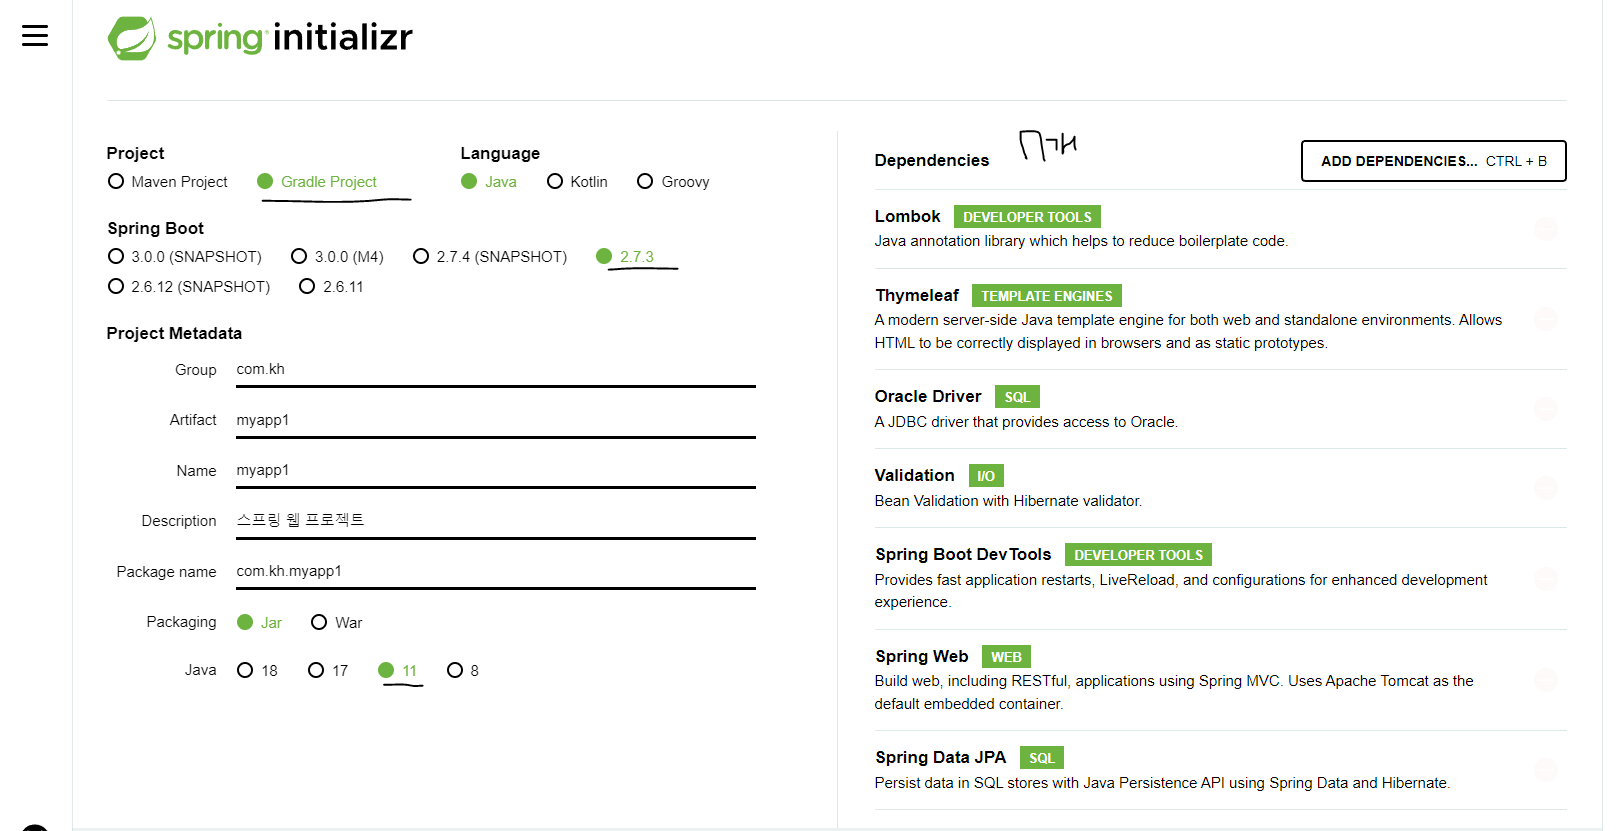 spring initializr
Project
Maven Project
Gradle Project
Language
Java
Kotlin
Groovy
Spring Boot
3.0.0 (SNAPSHOT)
3.0.0 (M4)
2.7.4 (SNAPSHOT)
2.7.3
2.6.12 (SNAPSHOT)
2.6.11
Project Metadata
Group com.kh
Artifact myapp1
Name myapp1
Description 스프링 웹 프로젝트
Package name com.kh.myapp1
Packaging Jar War
Java 18 17 11 8
Dependencies 7개
ADD DEPENDENCIES... CTRL + B
Lombok DEVELOPER TOOLS
Java annotation library which helps to reduce boilerplate code.
Thymeleaf TEMPLATE ENGINES
A modern server-side Java template engine for both web and standalone environments. Allows
HTML to be correctly displayed in browsers and as static prototypes.
Oracle Driver SQL
A JDBC driver that provides access to Oracle.
Validation I/O
Bean Validation with Hibernate validator.
Spring Boot DevTools DEVELOPER TOOLS
Provides fast application restarts, LiveReload, and configurations for enhanced development
experience.
Spring Web WEB
Build web, including RESTful, applications using Spring MVC. Uses Apache Tomcat as the
default embedded container.
Spring Data JPA SQL
Persist data in SQL stores with Java Persistence API using Spring Data and Hibernate.